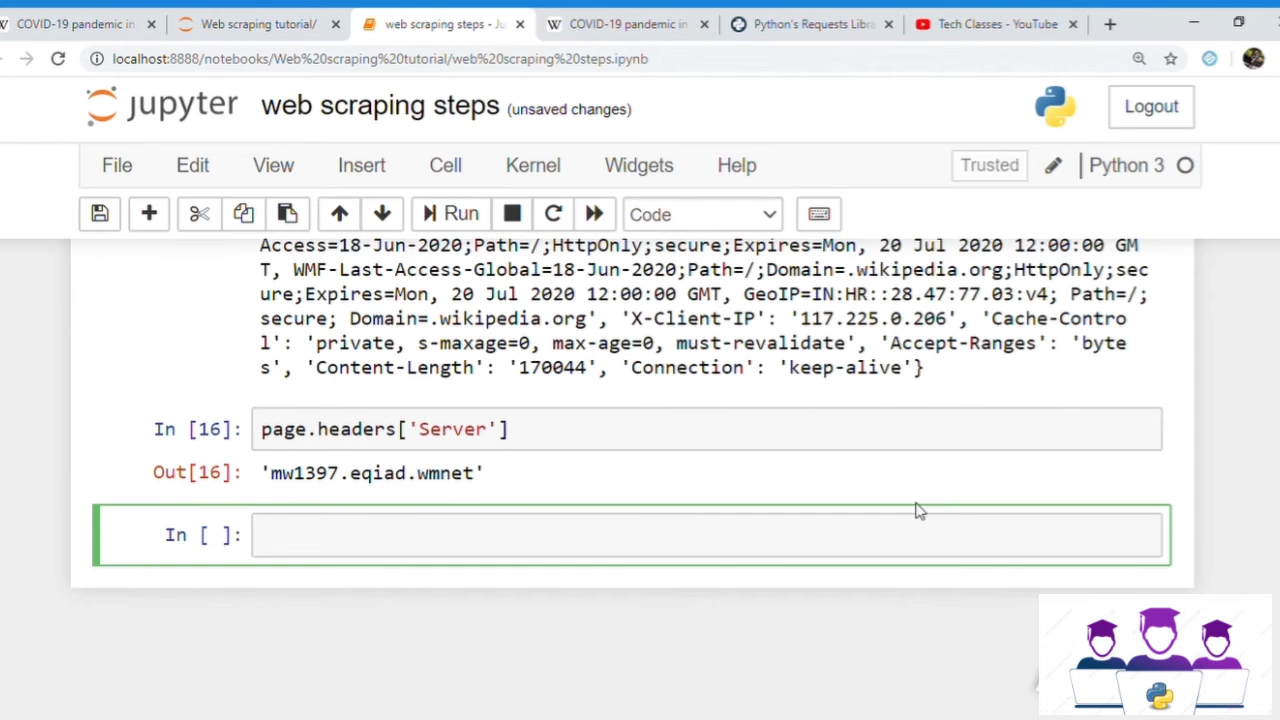 COVID-19 pandemic in
Web scraping tutorial/
web scraping steps - Ju
COVID-19 pandemic in
Python's Requests Libra
Tech Classes - YouTube
localhost:8888/notebooks/Web%20scraping%20tutorial/web%20scraping%20steps.ipynb
jupyter web scraping steps (unsaved changes)
Logout
File Edit View Insert Cell Kernel Widgets Help
Trusted Python 3
Run Code
Access=18-Jun-2020;Path=/;HttpOnly;secure;Expires=Mon, 20 Jul 2020 12:00:00 GM
T, WMF-Last-Access-Global=18-Jun-2020;Path=/;Domain=.wikipedia.org;HttpOnly;sec
ure;Expires=Mon, 20 Jul 2020 12:00:00 GMT, GeoIP=IN:HR::28.47:77.03:v4; Path=/;
secure; Domain=.wikipedia.org', 'X-Client-IP': '117.225.0.206', 'Cache-Contro
l': 'private, s-maxage=0, max-age=0, must-revalidate', 'Accept-Ranges': 'byte
s', 'Content-Length': '170044', 'Connection': 'keep-alive'}
In [16]: page.headers['Server']
Out[16]: 'mw1397.eqiad.wmnet'
In [ ]: